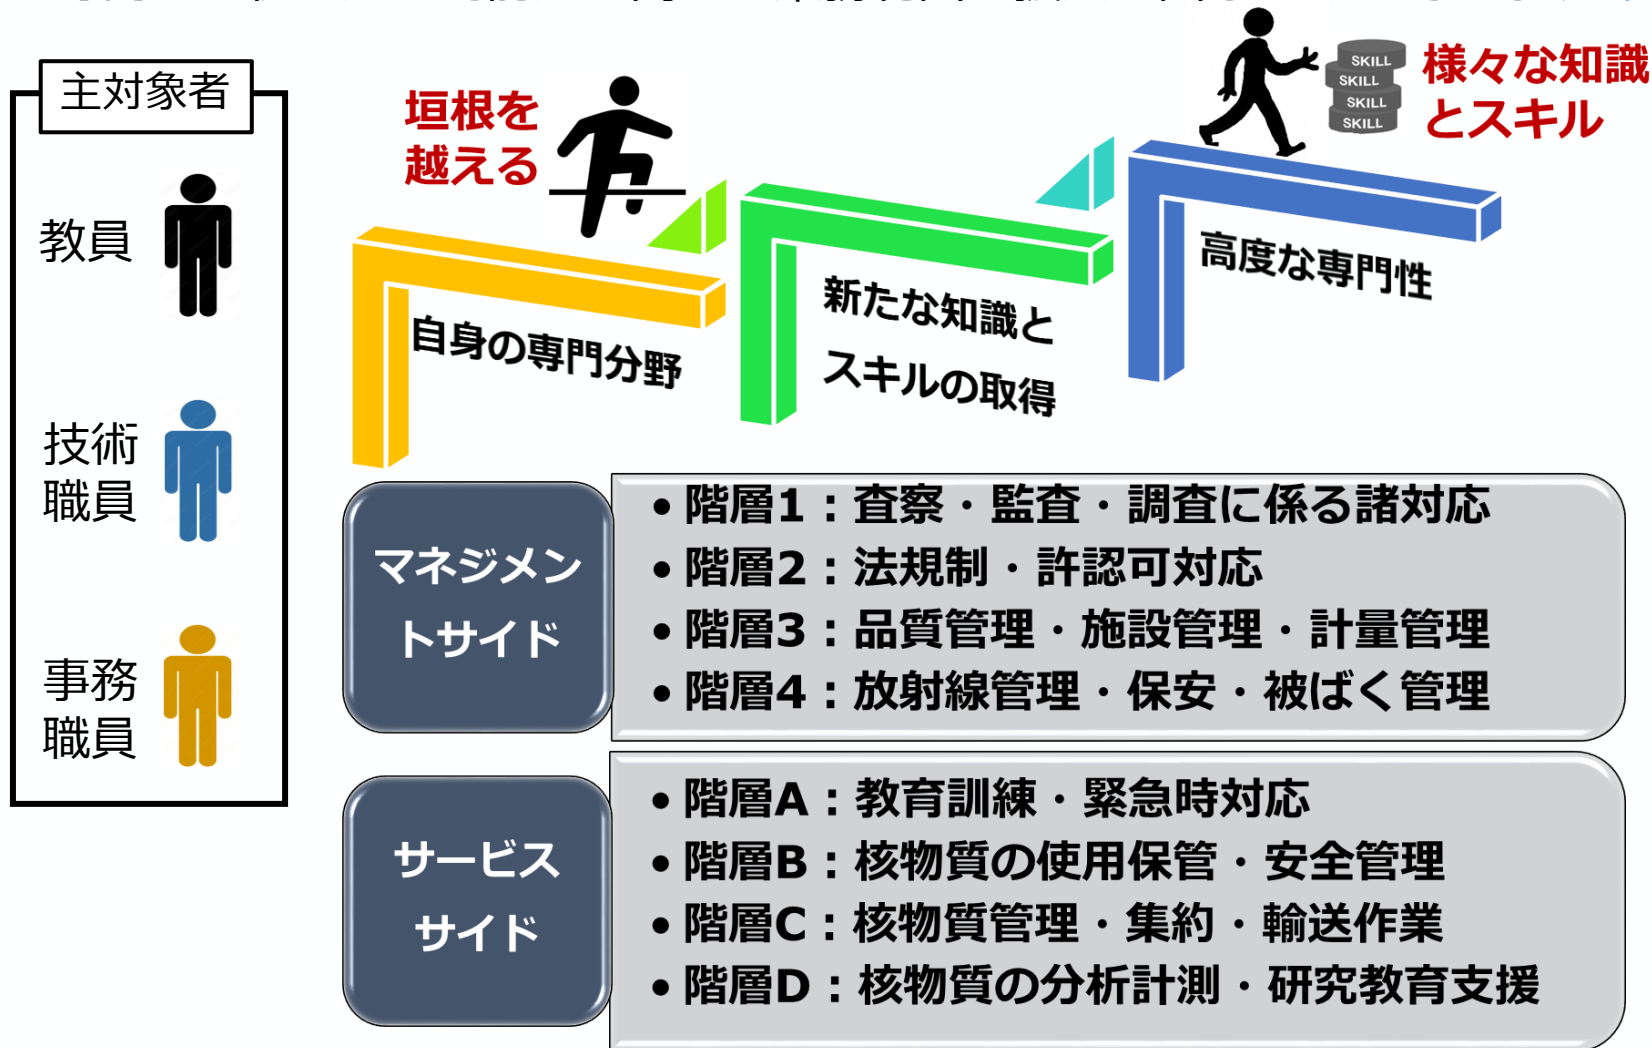 主対象者
教員
技術
職員
事務
職員
垣根を
越える
SKILL
SKILL
SKILL
SKILL
様々な知識
とスキル
自身の専門分野
新たな知識と
スキルの取得
高度な専門性
マネジメン
トサイド
•階層1：査察・監査・調査に係る諸対応
•階層2：法規制・許認可対応
•階層3：品質管理・施設管理・計量管理
•階層4：放射線管理・保安・被ばく管理
サービス
サイド
•階層A：教育訓練・緊急時対応
•階層B：核物質の使用保管・安全管理
•階層C：核物質管理・集約・輸送作業
•階層D：核物質の分析計測・研究教育支援